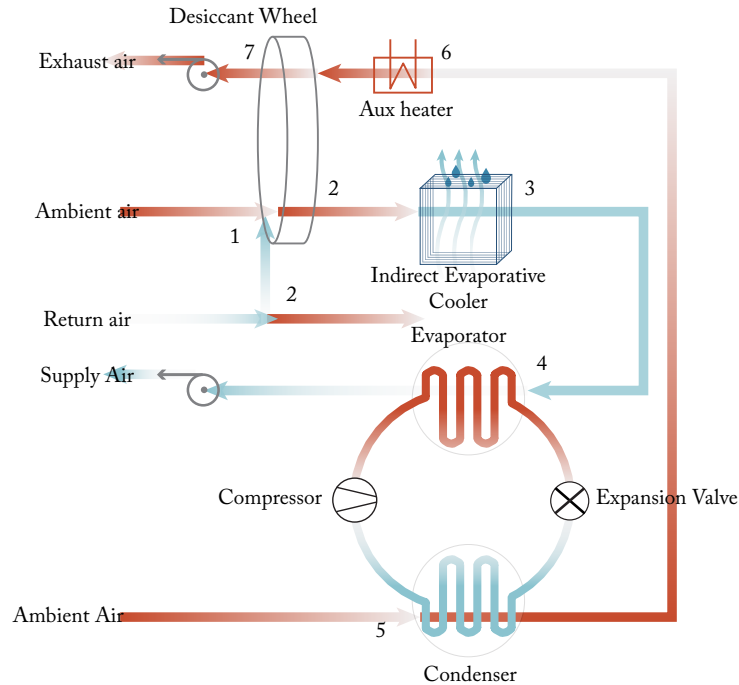 Desiccant Wheel
7
6
Exhaust air
Aux heater
2
3
Ambient air
1
Indirect Evaporative
Cooler
2
Return air
Evaporator
4
Supply Air
Compressor
Expansion Valve
Ambient Air
5
Condenser